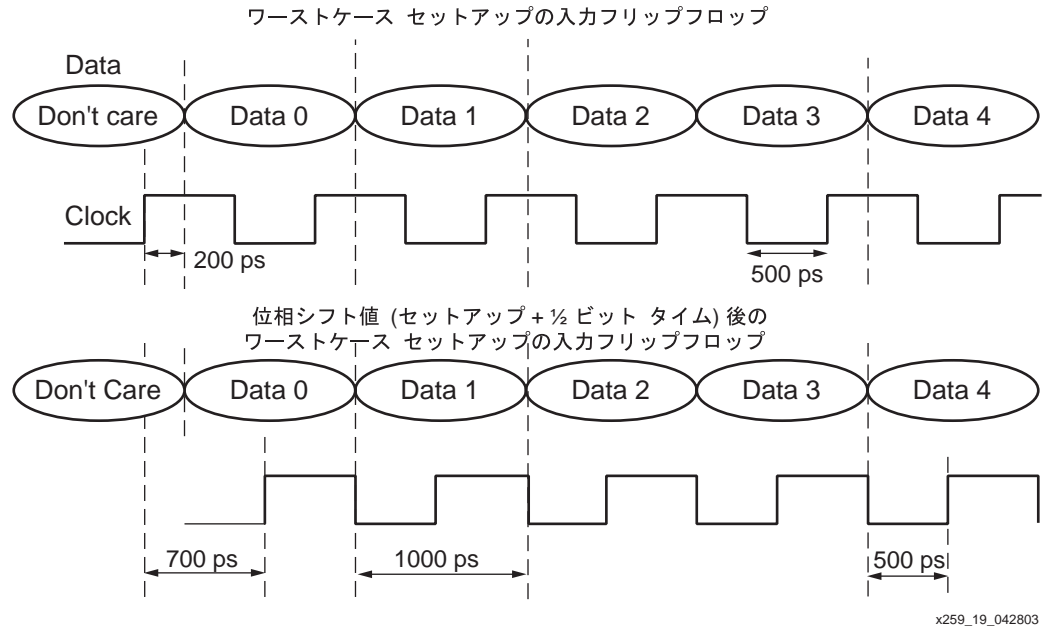 ワーストケース セットアップの入力フリップフロップ
Data
Don't care
Data 0
Data 1
Data 2
Data 3
Data 4
Clock
200 ps
500 ps
位相シフト値 (セットアップ + ½ ビット タイム) 後の
ワーストケース セットアップの入力フリップフロップ
Don't Care
Data 0
Data 1
Data 2
Data 3
Data 4
700 ps
1000 ps
500 ps
x259_19_042803